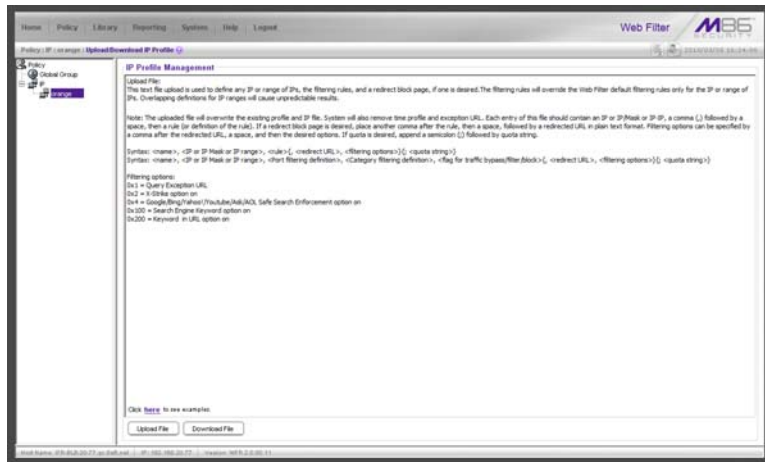 Home Policy Library Reporting System Help Logout
Web Filter
M86
SECURITY
Policy : IP : orange : Upload/Download IP Profile
Policy
Global Group
IP
orange
IP Profile Management
Upload File:
This text file upload is used to define any IP or range of IPs, the filtering rules, and a redirect block page, if one is desired.The filtering rules will override the Web Filter default filtering rules only for the IP or range of
IPs. Overlapping definitions for IP ranges will cause unpredictable results.
Note: The uploaded file will overwrite the existing profile and IP file. System will also remove time profile and exception URL. Each entry of this file should contain an IP or IP/Mask or IP-IP, a comma (,) followed by a
space, then a rule (or definition of the rule). If a redirect block page is desired, place another comma after the rule, then a space, followed by a redirected URL in plain text format. Filtering options can be specified by
a comma after the redirected URL, a space, and then the desired options. If quota is desired, append a semicolon (;) followed by quota string.
Syntax: <name>, <IP or IP Mask or IP range>, <rule>{, <redirect URL>, <filtering options>}{; <quota string>}
Syntax: <name>, <IP or IP Mask or IP range>, <Port filtering definition>, <Category filtering definition>, <flag for traffic bypass/filter/block>{, <redirect URL>, <filtering options>}{; <quota string>}
Filtering options:
0x1 = Query Exception URL
0x2 = X-Strike option on
0x4 = Google/Bing/Yahoo!/Youtube/Ask/AOL Safe Search Enforcement option on
0x100 = Search Engine Keyword option on
0x200 = Keyword in URL option on
Click here to see examples.
Upload File Download File